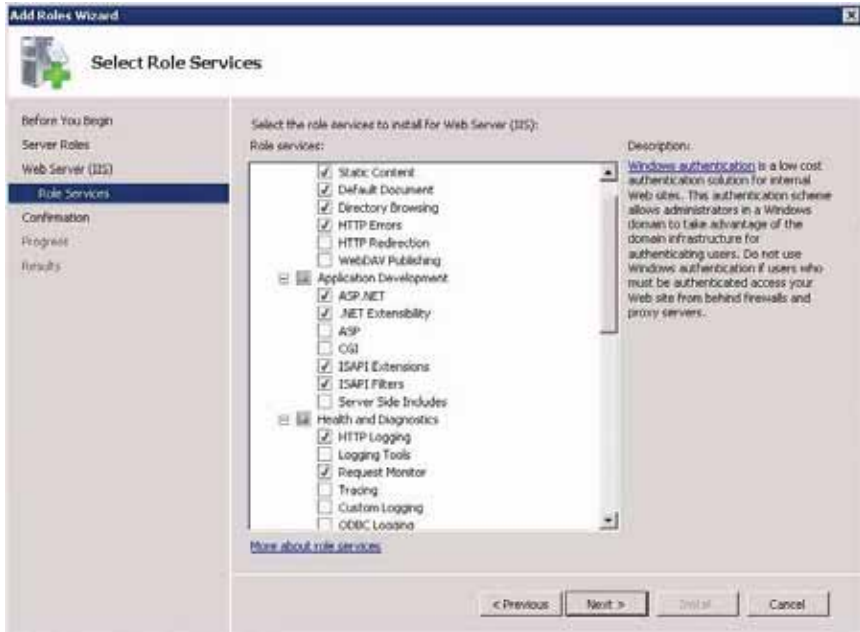 Add Roles Wizard
Select Role Services
Before You Begin
Server Roles
Web Server (IIS)
Role Services
Confirmation
Progress
Results
Select the role services to install for Web Server (IIS):
Role services:
Static Content
Default Document
Directory Browsing
HTTP Errors
HTTP Redirection
WebDAV Publishing
Application Development
ASP.NET
.NET Extensibility
ASP
CGI
ISAPI Extensions
ISAPI Filters
Server Side Includes
Health and Diagnostics
HTTP Logging
Logging Tools
Request Monitor
Tracing
Custom Logging
ODBC Logging
More about role services
Description:
Windows authentication is a low cost
authentication solution for internal
Web sites. This authentication scheme
allows administrators in a Windows
domain to take advantage of the
domain infrastructure for
authenticating users. Do not use
Windows authentication if users who
must be authenticated access your
Web site from behind firewalls and
proxy servers.
< Previous
Next >
Install
Cancel